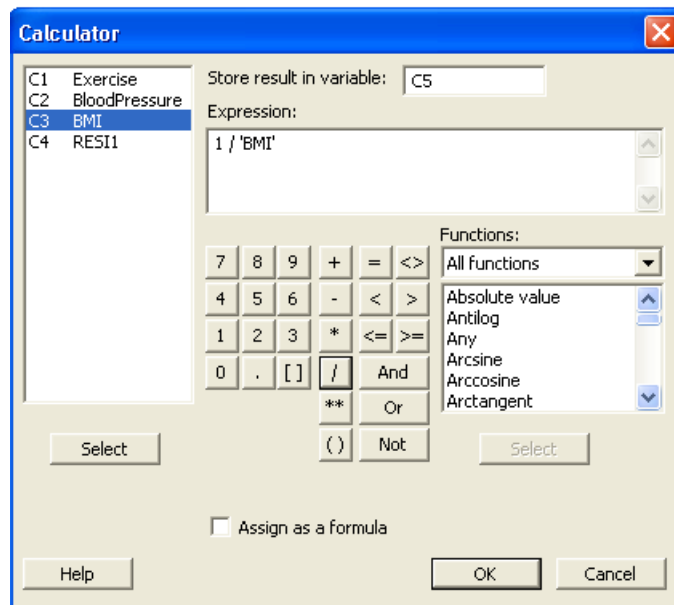 Calculator
C1 Exercise
C2 BloodPressure
C3 BMI
C4 RESI1
Store result in variable: C5
Expression:
1 / 'BMI'
Functions:
All functions
7 8 9 + = <>
4 5 6 - < >
1 2 3 * <= >=
0 . [] / And
** Or
() Not
Absolute value
Antilog
Any
Arcsine
Arccosine
Arctangent
Select
Select
Assign as a formula
Help
OK
Cancel